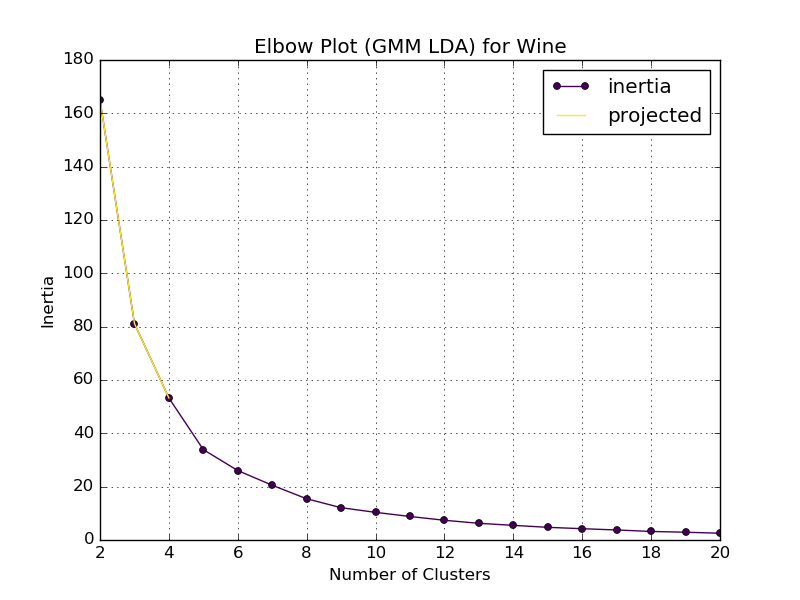 Elbow Plot (GMM LDA) for Wine
inertia
projected
180
160
140
120
100
80
60
40
20
0
Inertia
2 4 6 8 10 12 14 16 18 20
Number of Clusters